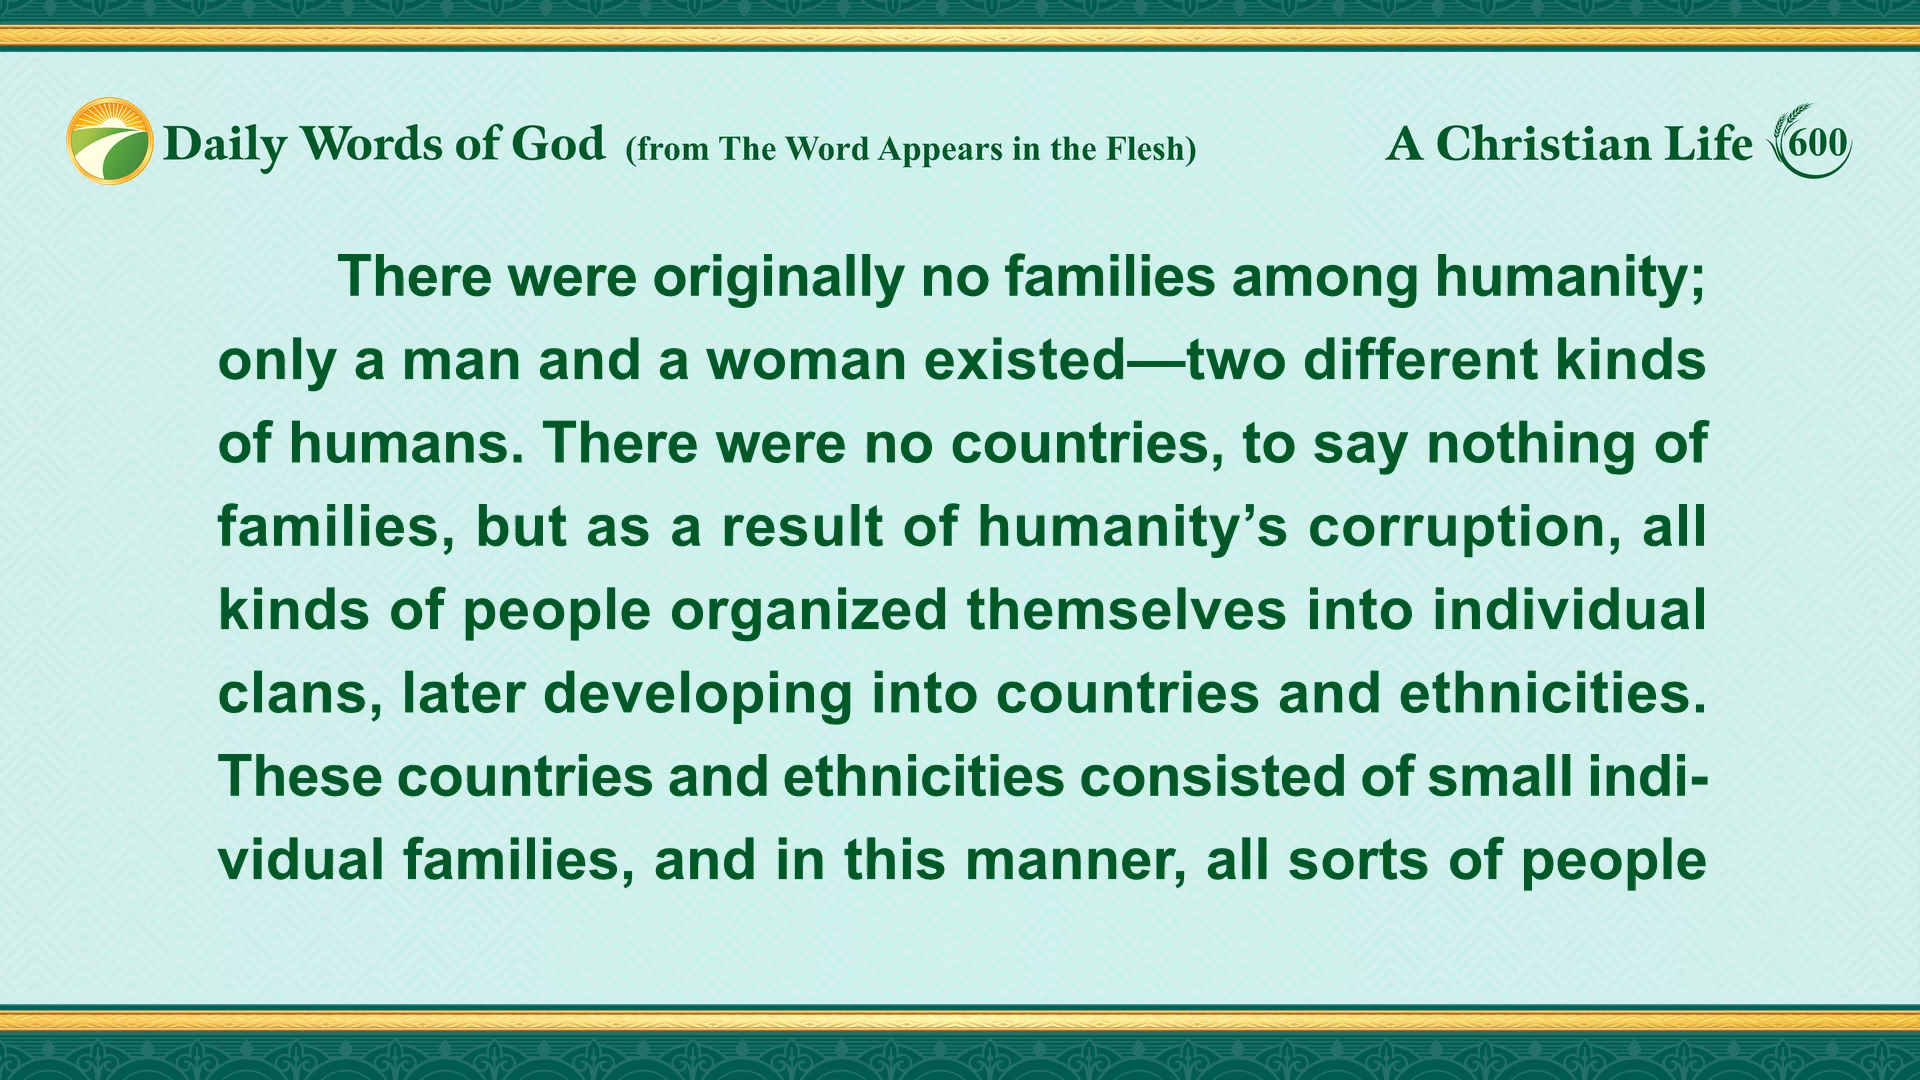 Daily Words of God (from The Word Appears in the Flesh) A Christian Life 600
There were originally no families among humanity;
only a man and a woman existed—two different kinds
of humans. There were no countries, to say nothing of
families, but as a result of humanity’s corruption, all
kinds of people organized themselves into individual
clans, later developing into countries and ethnicities.
These countries and ethnicities consisted of small indi-
vidual families, and in this manner, all sorts of people